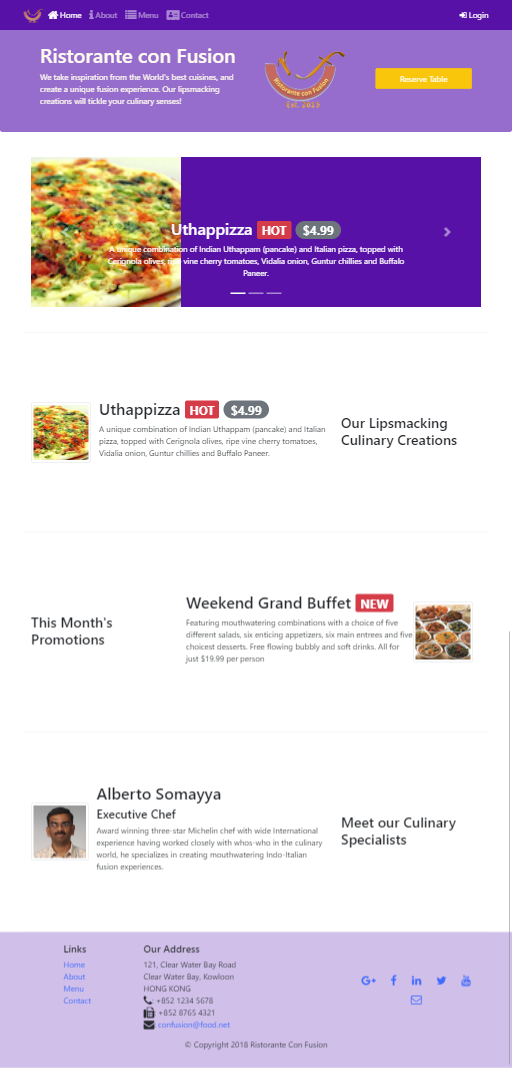 Home About Menu Contact Login
Ristorante con Fusion
We take inspiration from the World's best cuisines, and
create a unique fusion experience. Our lipsmacking
creations will tickle your culinary senses!
Ristorante con Fusion
Est. 2013
Reserve Table
Uthappizza HOT $4.99
A unique combination of Indian Uthappam (pancake) and Italian pizza, topped with
Cerignola olives, ripe vine cherry tomatoes, Vidalia onion, Guntur chillies and Buffalo
Paneer.
Uthappizza HOT $4.99
A unique combination of Indian Uthappam (pancake) and Italian
pizza, topped with Cerignola olives, ripe vine cherry tomatoes,
Vidalia onion, Guntur chillies and Buffalo Paneer.
Our Lipsmacking
Culinary Creations
This Month's
Promotions
Weekend Grand Buffet NEW
Featuring mouthwatering combinations with a choice of five
different salads, six enticing appetizers, six main entrees and five
choicest desserts. Free flowing bubbly and soft drinks. All for
just $19.99 per person
Alberto Somayya
Executive Chef
Award winning three-star Michelin chef with wide International
experience having worked closely with whos-who in the culinary
world, he specializes in creating mouthwatering Indo-Italian
fusion experiences.
Meet our Culinary
Specialists
Links
Home
About
Menu
Contact
Our Address
121, Clear Water Bay Road
Clear Water Bay, Kowloon
HONG KONG
: +852 1234 5678
: +852 8765 4321
: confusion@food.net
© Copyright 2018 Ristorante Con Fusion